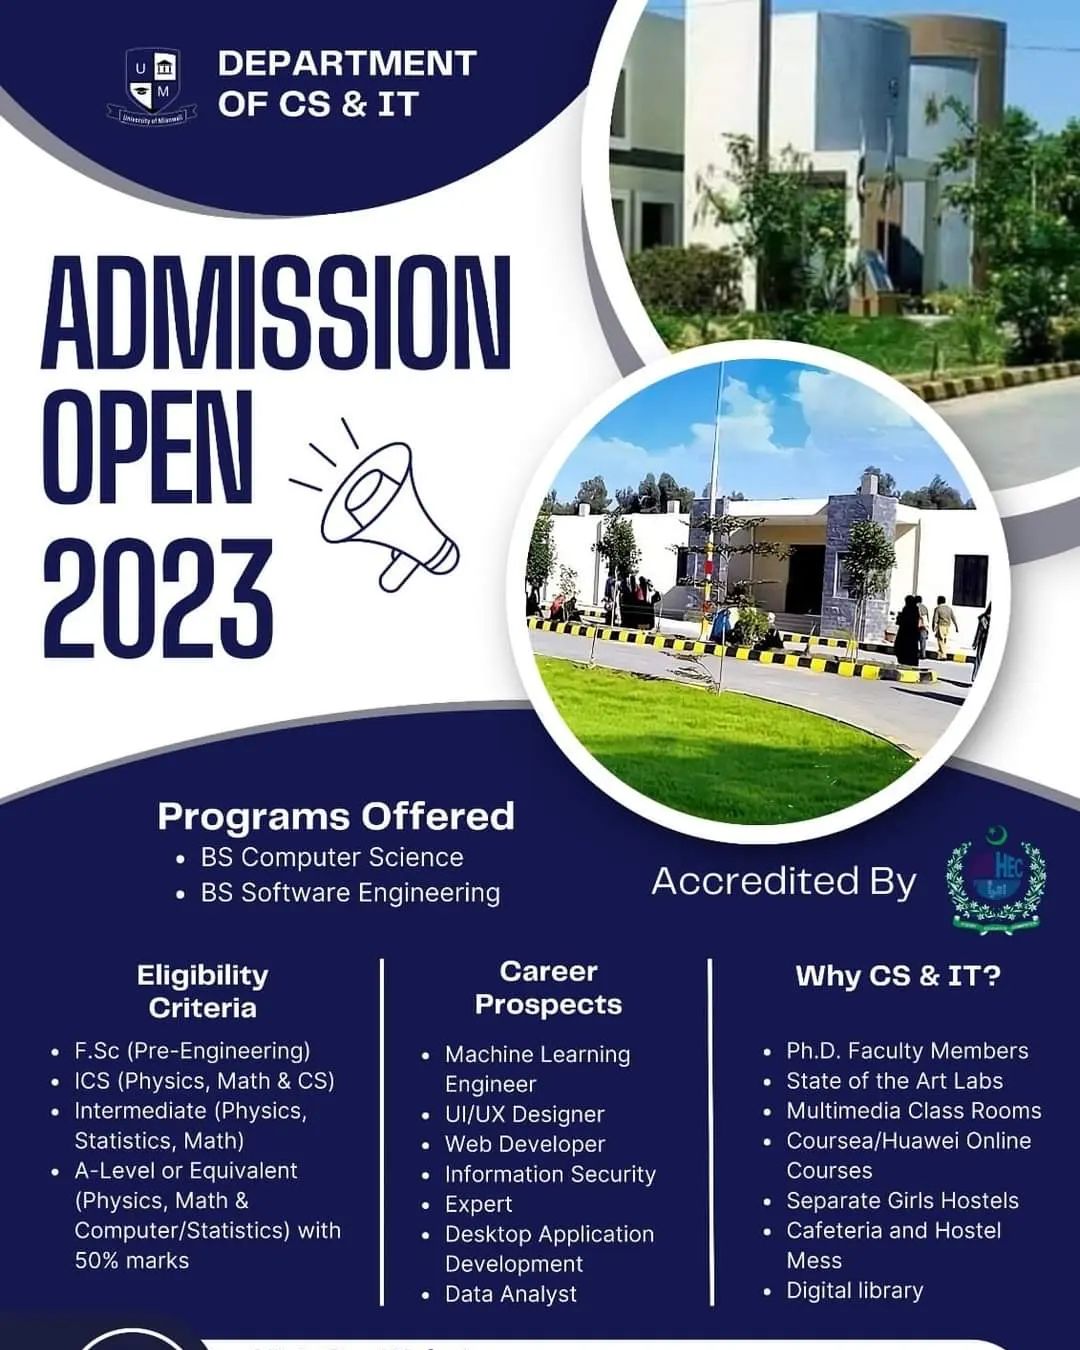 U
M
University of Mianwali
DEPARTMENT
OF CS & IT
ADMISSION
OPEN
2023
Programs Offered
• BS Computer Science
• BS Software Engineering
Accredited By
HEC
Eligibility
Criteria
• F.Sc (Pre-Engineering)
• ICS (Physics, Math & CS)
• Intermediate (Physics,
Statistics, Math)
• A-Level or Equivalent
(Physics, Math &
Computer/Statistics) with
50% marks
Career
Prospects
• Machine Learning
Engineer
• UI/UX Designer
• Web Developer
• Information Security
• Expert
• Desktop Application
Development
• Data Analyst
Why CS & IT?
• Ph.D. Faculty Members
• State of the Art Labs
• Multimedia Class Rooms
• Coursea/Huawei Online
Courses
• Separate Girls Hostels
• Cafeteria and Hostel
Mess
• Digital library